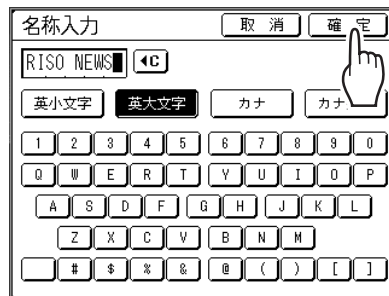 名称入力 取 消 確 定
RISO NEWS ◀C
英小文字 英大文字 カナ カナ
1 2 3 4 5 6 7 8 9 0
Q W E R T Y U I O P
A S D F G H J K L
Z X C V B N M
# $ % & @ ( ) [ ]